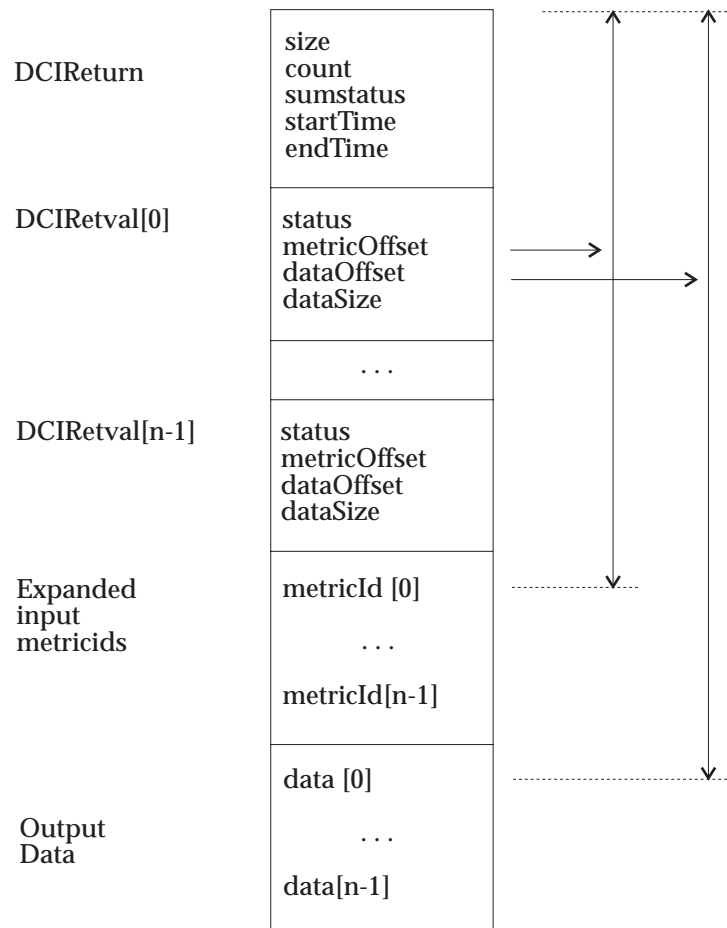 DCIReturn
size
count
sumstatus
startTime
endTime
DCIRetval[0]
status
metricOffset
dataOffset
dataSize
. . .
DCIRetval[n-1]
status
metricOffset
dataOffset
dataSize
Expanded
input
metricids
metricId [0]
. . .
metricId[n-1]
Output
Data
data [0]
. . .
data[n-1]